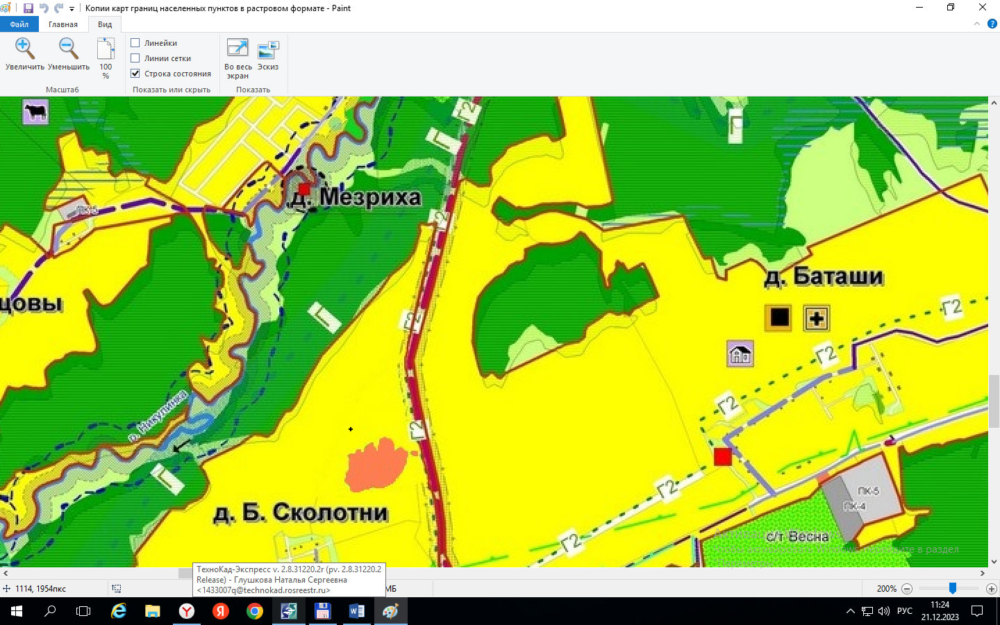 Копии карт границ населенных пунктов в растровом формате - Paint
Файл
Главная
Вид
Увеличить
Уменьшить
100
%
Масштаб
Линейки
Линии сетки
Строка состояния
Показать или скрыть
Во весь
экран
Эскиз
Показать
Г2
д. Мезриха
Г2
д. Баташи
цовы
Г2
Г2
Г2
Г2
р. Никулинка
Г2
Г2
ПК-5
ПК-4
д. Б. Сколотни
Г2
с/т Весна
ТехноКад-Экспресс v. 2.8.31220.2r (pv. 2.8.31220.2
Release) - Глушкова Наталья Сергеевна
<1433007q@technokad.rosreestr.ru>
1114, 1954пкс
МБ
200%
РУС
11:24
21.12.2023